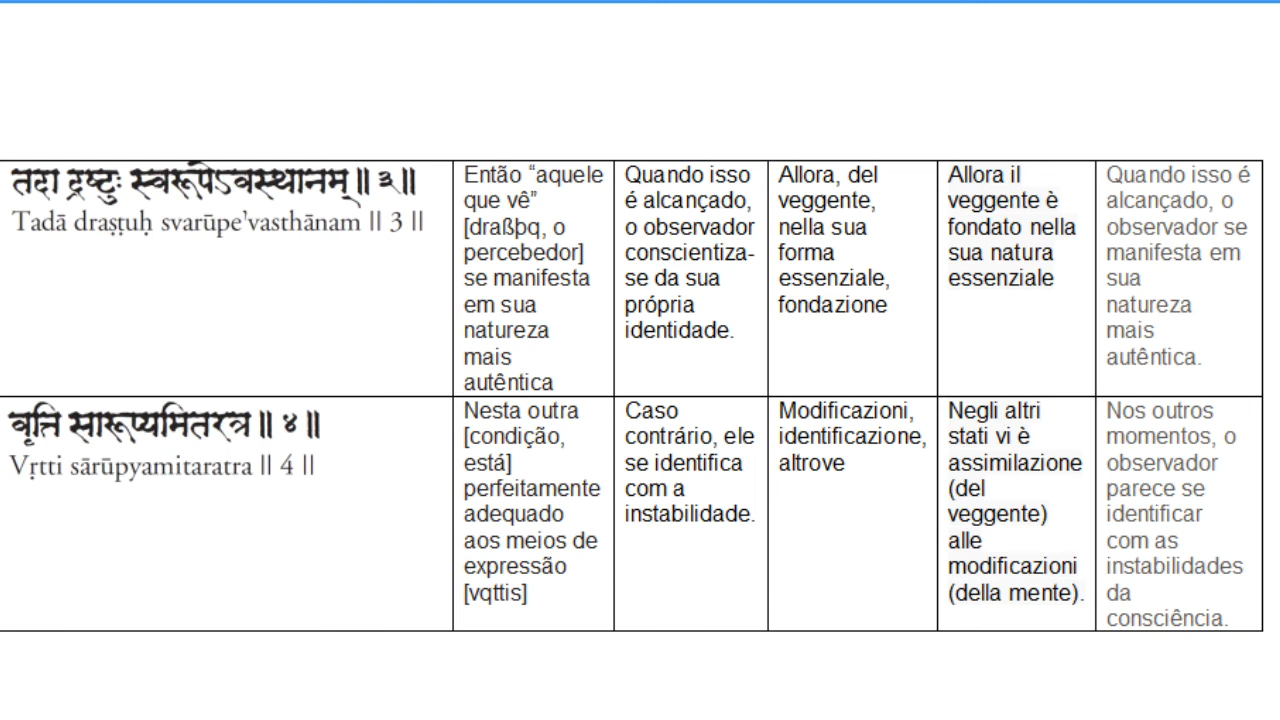 तदा द्रष्टुः स्वरूपेऽवस्थानम्॥ ३॥
Tadā draṣṭuḥ svarūpe'vasthānam || 3 ||
Então “aquele
que vê”
[draßþq, o
percebedor]
se manifesta
em sua
natureza
mais
autêntica
Quando isso
é alcançado,
o observador
conscientiza-
se da sua
própria
identidade.
Allora, del
veggente,
nella sua
forma
essenziale,
fondazione
Allora il
veggente è
fondato nella
sua natura
essenziale
Quando isso é
alcançado, o
observador se
manifesta em
sua
natureza
mais
autêntica.
वृत्ति सारूप्यमितरत्र॥ ४॥
Vṛtti sārūpyamitaratra || 4 ||
Nesta outra
[condição,
está]
perfeitamente
adequado
aos meios de
expressão
[vqttis]
Caso
contrário, ele
se identifica
com a
instabilidade.
Modificazioni,
identificazione,
altrove
Negli altri
stati vi è
assimilazione
(del
veggente)
alle
modificazioni
(della mente).
Nos outros
momentos, o
observador
parece se
identificar
com as
instabilidades
da
consciência.